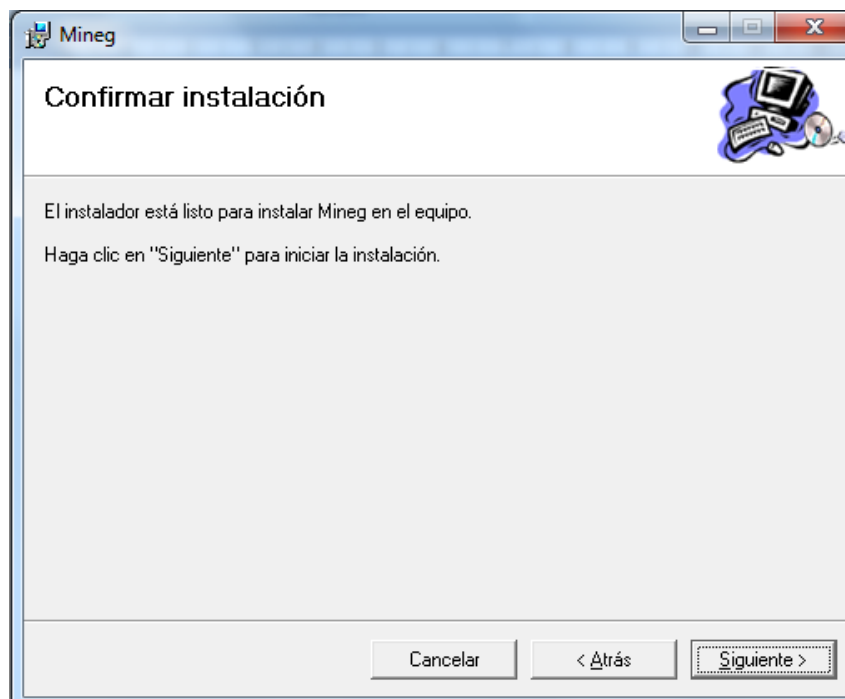 Mineg
Confirmar instalación
El instalador está listo para instalar Mineg en el equipo.
Haga clic en "Siguiente" para iniciar la instalación.
Cancelar
< Atrás
Siguiente >